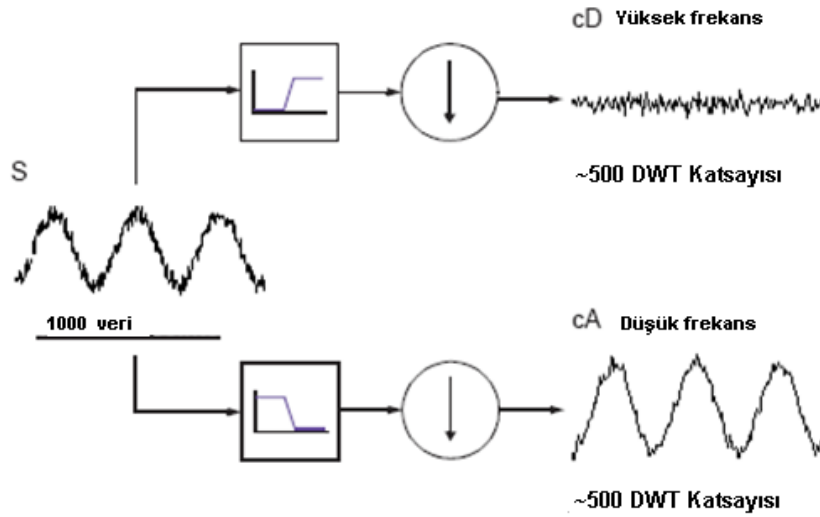 cD Yüksek frekans
~500 DWT Katsayısı
S
1000 veri
cA Düşük frekans
~500 DWT Katsayısı